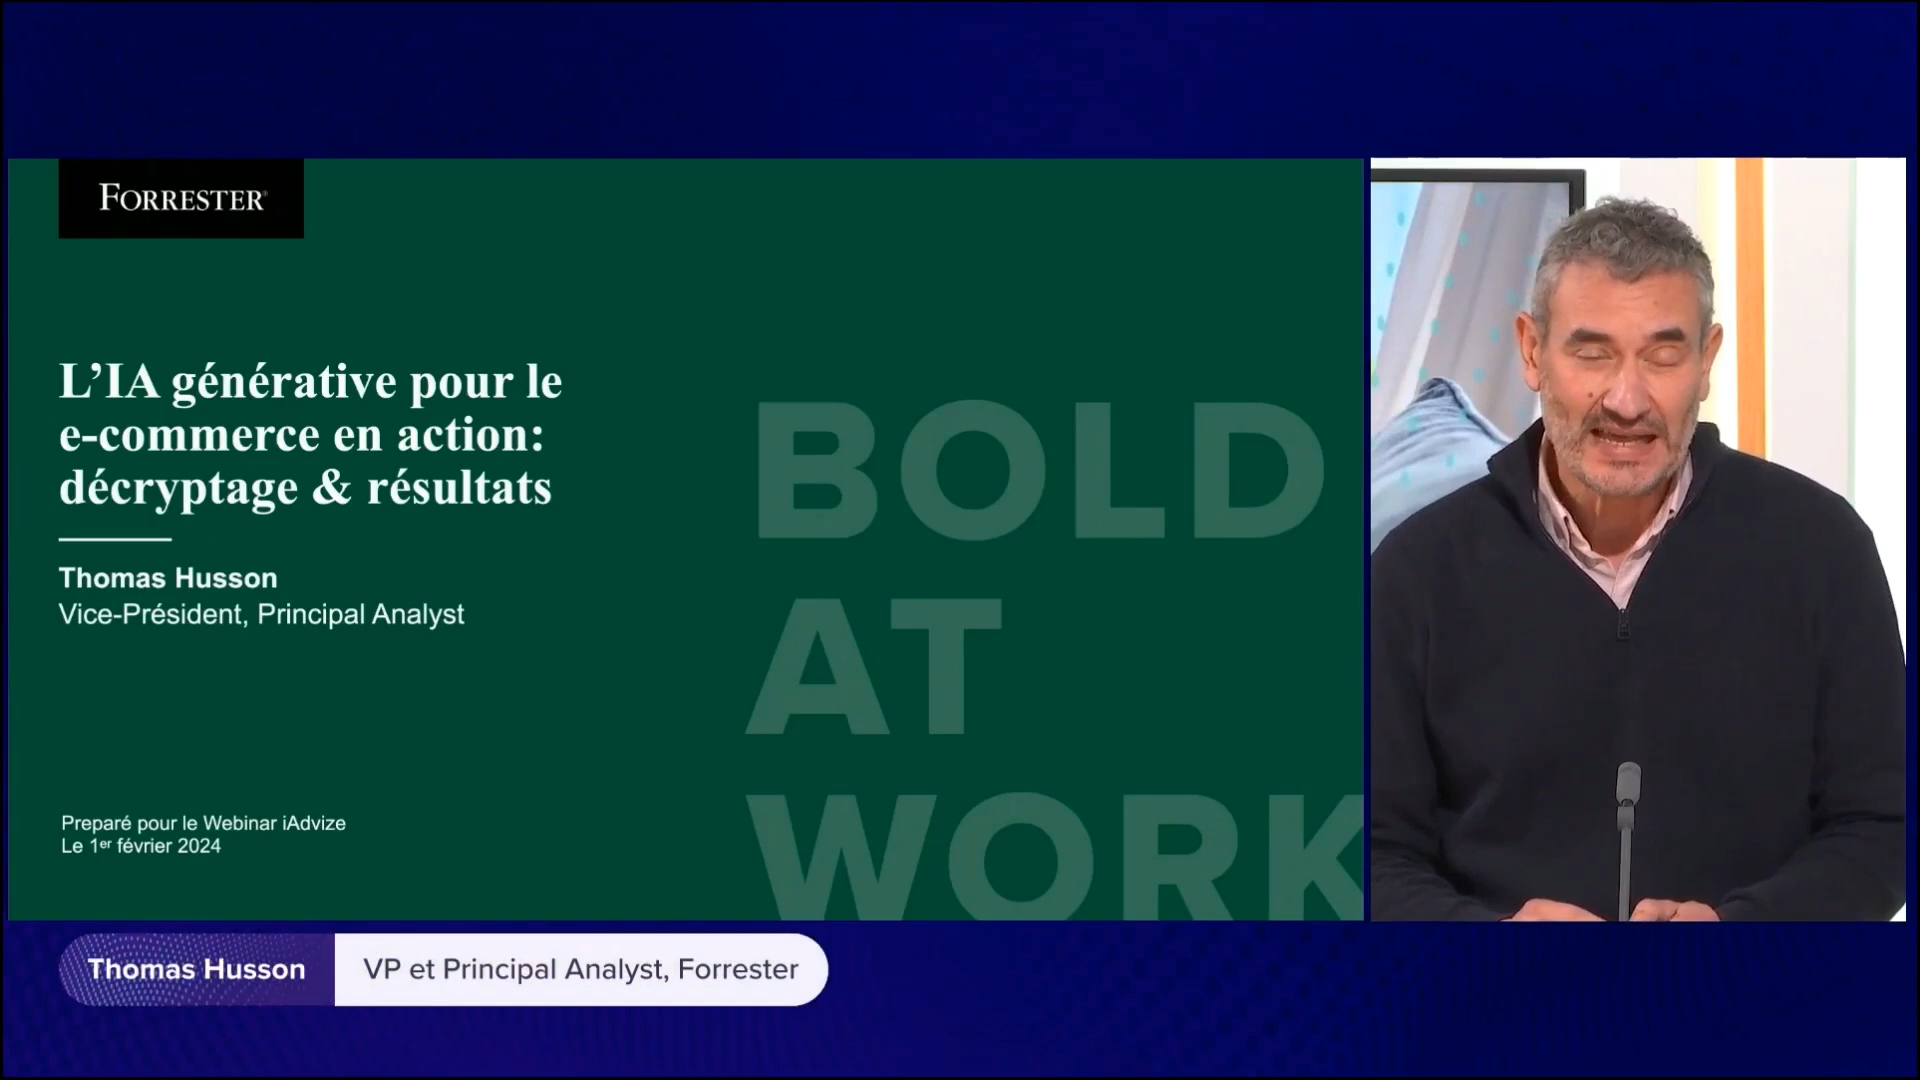 FORRESTER®
L’IA générative pour le
e-commerce en action:
décryptage & résultats
Thomas Husson
Vice-Président, Principal Analyst
Preparé pour le Webinar iAdvize
Le 1er février 2024
BOLD
AT
WORK
Thomas Husson
VP et Principal Analyst, Forrester